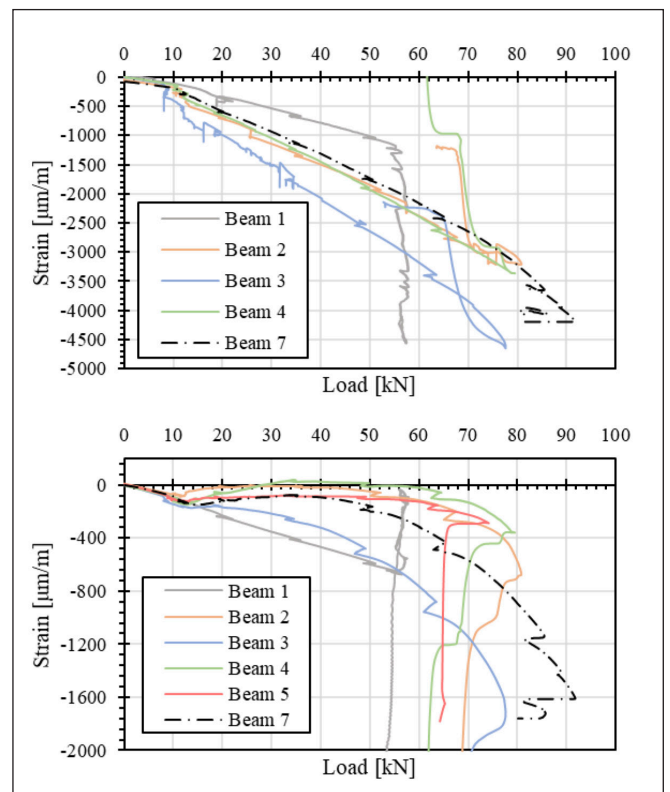 0 10 20 30 40 50 60 70 80 90 100
0
-500
-1000
-1500
-2000
-2500
-3000
-3500
-4000
-4500
-5000
Strain [μm/m]
Beam 1
Beam 2
Beam 3
Beam 4
Beam 7
Load [kN]
0 10 20 30 40 50 60 70 80 90 100
0
-400
-800
-1200
-1600
-2000
Strain [μm/m]
Beam 1
Beam 2
Beam 3
Beam 4
Beam 5
Beam 7
Load [kN]